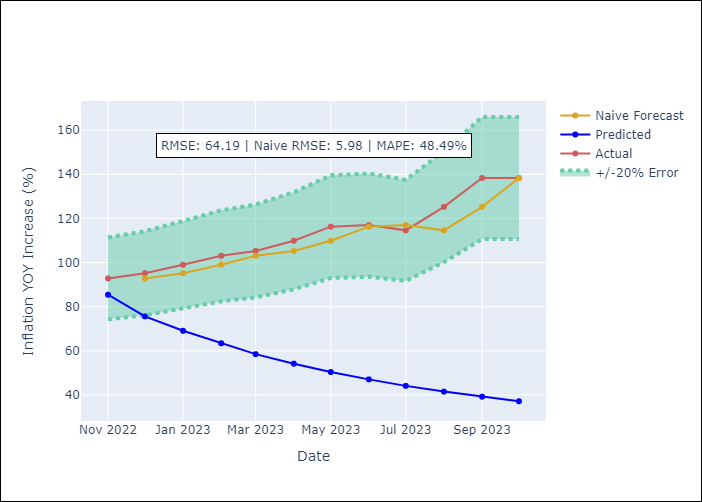 RMSE: 64.19 | Naive RMSE: 5.98 | MAPE: 48.49%
Naive Forecast
Predicted
Actual
+/-20% Error
Inflation YOY Increase (%)
160
140
120
100
80
60
40
Nov 2022
Jan 2023
Mar 2023
May 2023
Jul 2023
Sep 2023
Date